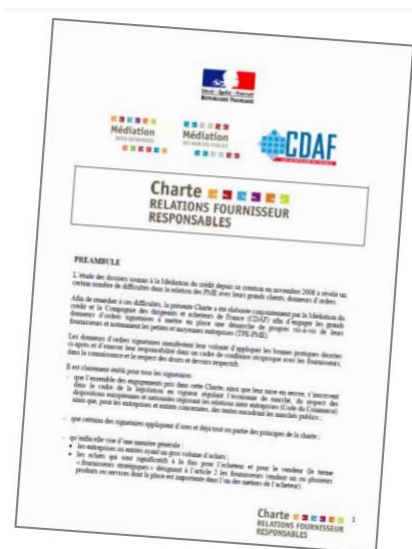 Liberté • Égalité • Fraternité
RÉPUBLIQUE FRANÇAISE
Médiation
INTER-ENTREPRISES
Médiation
DES MARCHES PUBLICS
CDAF
Charte
RELATIONS FOURNISSEUR
RESPONSABLES
PREAMBULE
L'étude des dossiers soumis à la Médiation du crédit depuis sa création en novembre 2008 a révélé un
certain nombre de difficultés dans la relation des PME avec leurs grands clients, donneurs d'ordres.
Afin de remédier à ces difficultés, la présente Charte a été élaborée conjointement par la Médiation du
crédit et la Compagnie des dirigeants et acheteurs de France (CDAF) afin d'engager les grands
donneurs d'ordres signataires à mettre en place une démarche de progrès vis-à-vis de leurs
fournisseurs et notamment les petites et moyennes entreprises (TPE-PME).
Les donneurs d'ordres signataires manifestent leur volonté d'appliquer les bonnes pratiques décrites
ci-après et d'exercer leur responsabilité dans un cadre de confiance réciproque avec les fournisseurs,
dans la connaissance et le respect des droits et devoirs respectifs.
Il est clairement établi pour tous les signataires :
- que l'ensemble des engagements pris dans cette Charte, ainsi que leur mise en œuvre, s'inscrivent
dans le cadre de la législation en vigueur régulant l'économie de marché, du respect des
dispositions européennes et nationales régissant les relations inter entreprises (Code du Commerce)
ainsi que, pour les entreprises et entités concernées, des textes encadrant les marchés publics ;
- que certains des signataires appliquent d'ores et déjà tout ou partie des principes de la charte ;
- qu'enfin elle vise d'une manière générale :
• les entreprises ou entités ayant un gros volume d'achats ;
• les achats qui sont significatifs à la fois pour l'acheteur et pour le vendeur (le terme
« fournisseurs stratégiques » désignant à l'article 2 les fournisseurs vendant un ou plusieurs
produits ou services dont la place est importante dans l'un des métiers de l'acheteur).
1
Charte
RELATIONS FOURNISSEUR
RESPONSABLES